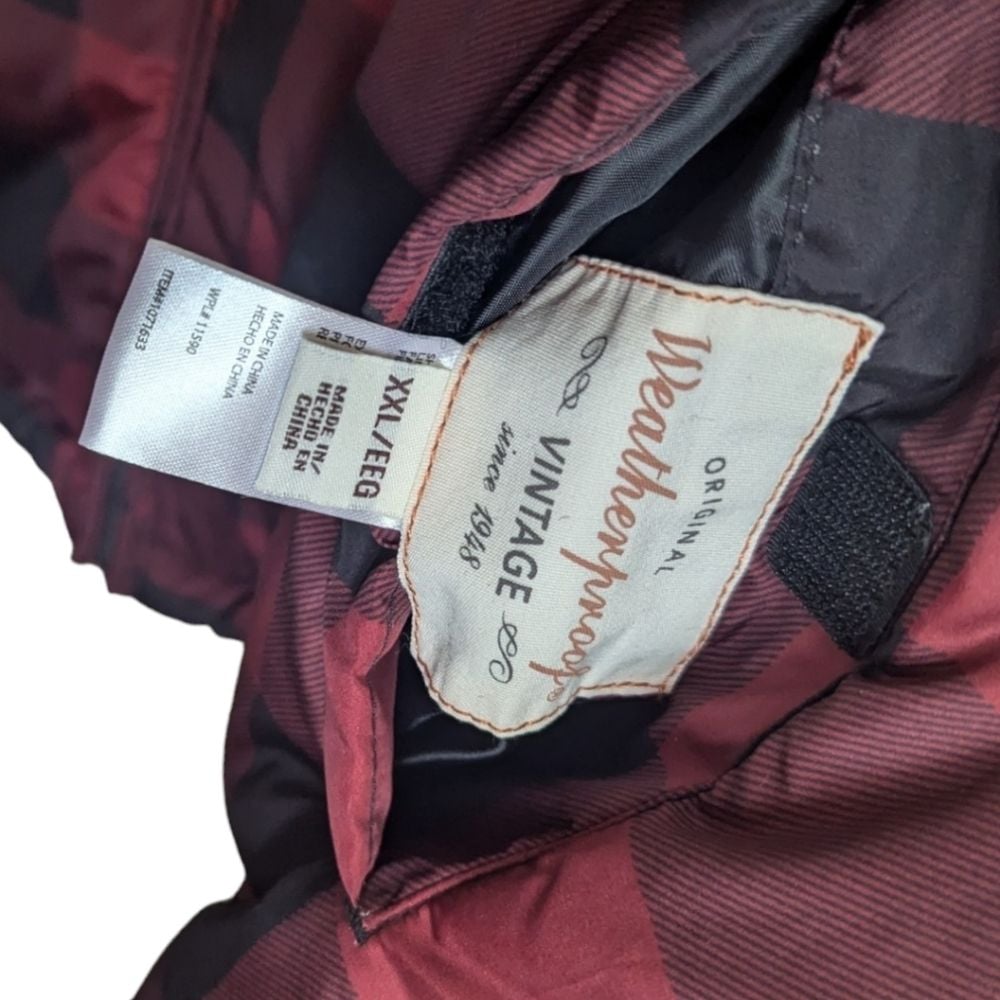 ORIGINAL
Weatherproof®
VINTAGE
since 1948
XXL/EEG
MADE IN/
HECHO EN
CHINA
MADE IN CHINA
HECHO EN CHINA
WPL# 11590
ITEM#1071633